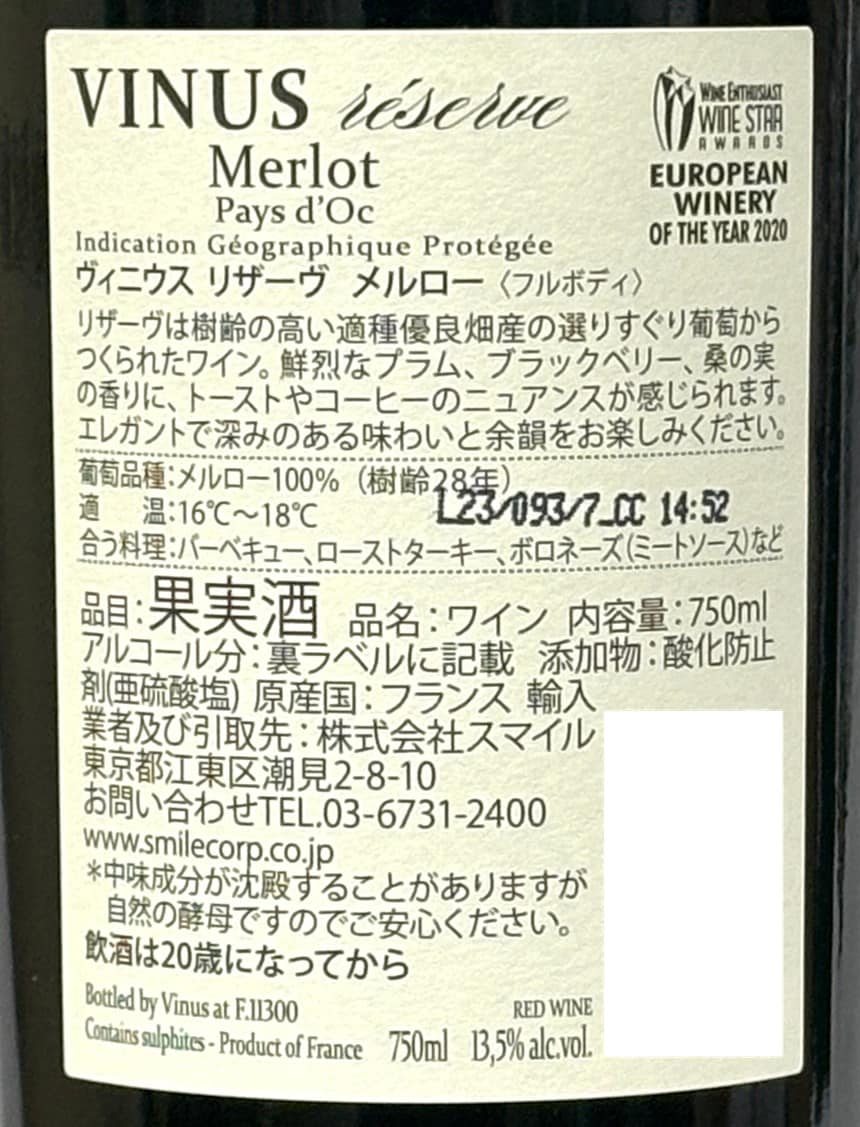 VINUS réserve
Merlot
Pays d'Oc
Indication Géographique Protégée
WINE ENTHUSIAST
WINE STAR
AWARDS
EUROPEAN
WINERY
OF THE YEAR 2020
ヴィニウス リザーヴ メルロー〈フルボディ〉
リザーヴは樹齢の高い適種優良畑産の選りすぐり葡萄から
つくられたワイン。鮮烈なプラム、ブラックベリー、桑の実
の香りに、トーストやコーヒーのニュアンスが感じられます。
エレガントで深みのある味わいと余韻をお楽しみください。
葡萄品種:メルロー100%（樹齢28年）
L23/093/7_CC 14:52
適 温:16℃〜18℃
合う料理:バーベキュー、ローストターキー、ボロネーズ(ミートソース)など
品目:果実酒 品名:ワイン 内容量:750ml
アルコール分:裏ラベルに記載 添加物:酸化防止
剤(亜硫酸塩) 原産国:フランス 輸入
業者及び引取先:株式会社スマイル
東京都江東区潮見2-8-10
お問い合わせTEL.03-6731-2400
www.smilecorp.co.jp
*中味成分が沈殿することがありますが
自然の酵母ですのでご安心ください。
飲酒は20歳になってから
Bottled by Vinus at F.11300 RED WINE
Contains sulphites - Product of France 750ml 13,5% alc.vol.